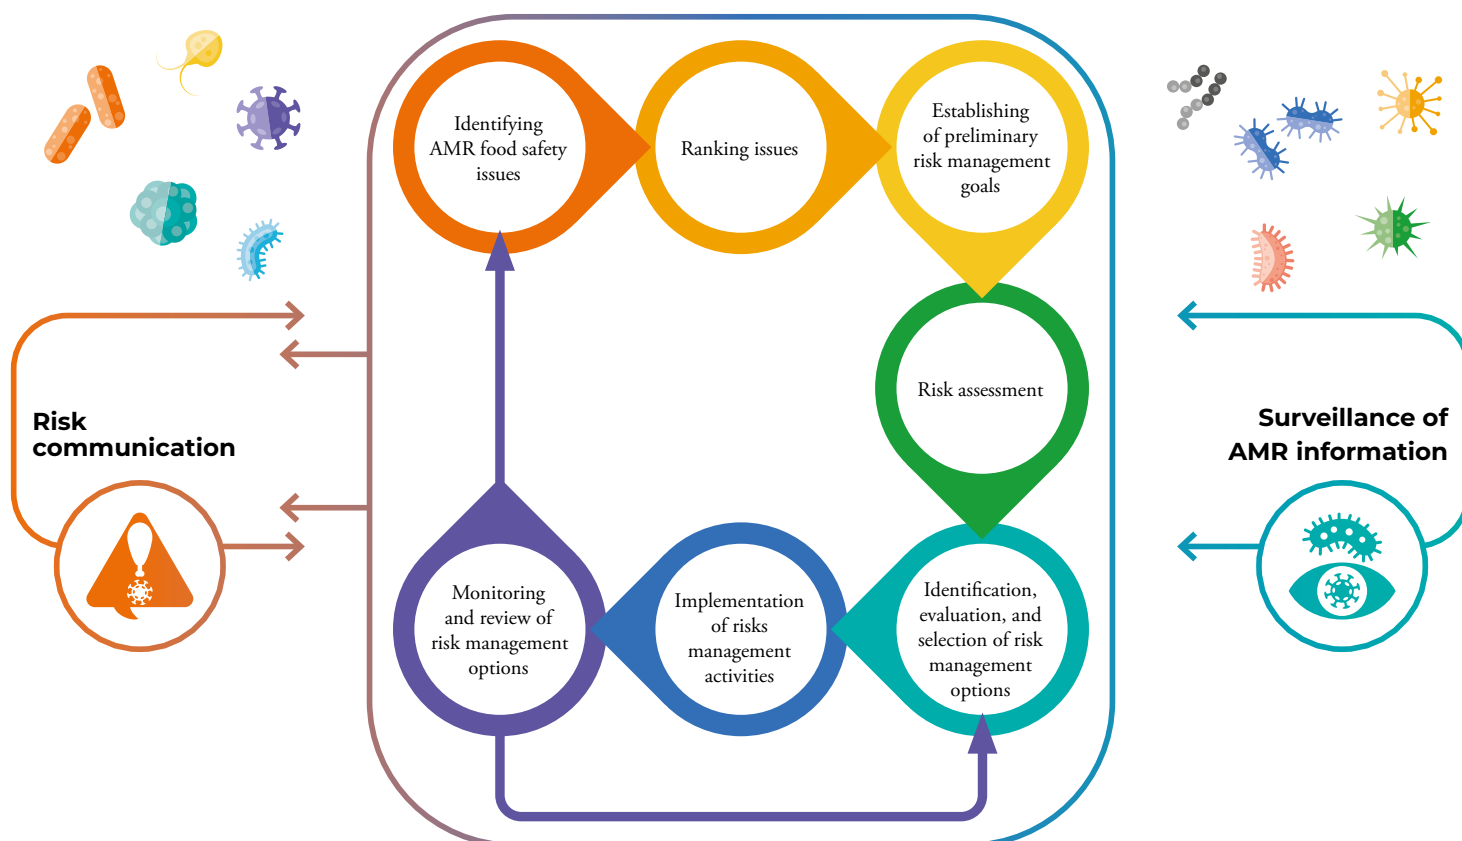 Identifying
AMR food safety
issues
Ranking issues
Establishing
of preliminary
risk management
goals
Risk assessment
Risk
communication
Surveillance of
AMR information
Monitoring
and review of
risk management
options
Implementation
of risks
management
activities
Identification,
evaluation, and
selection of risk
management
options